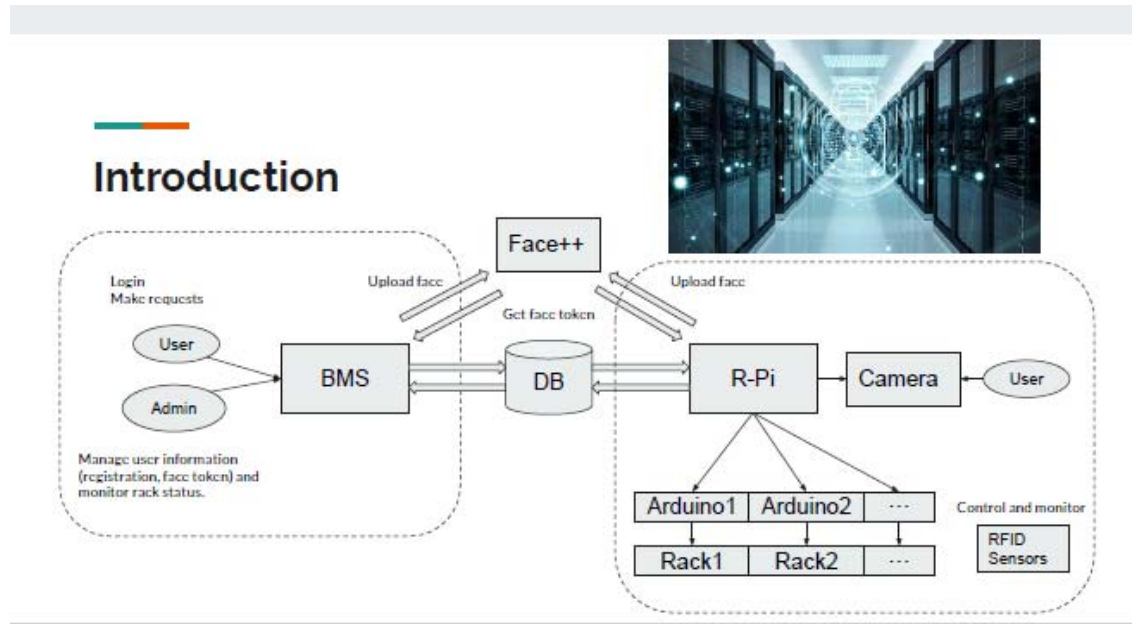 Introduction
Face++
Login
Make requests
Upload face
Upload face
Get face token
User
Admin
BMS
DB
R-Pi
Camera
User
Manage user information
(registration, face token) and
monitor rack status.
Arduino1
Arduino2
...
Control and monitor
Rack1
Rack2
...
RFID
Sensors